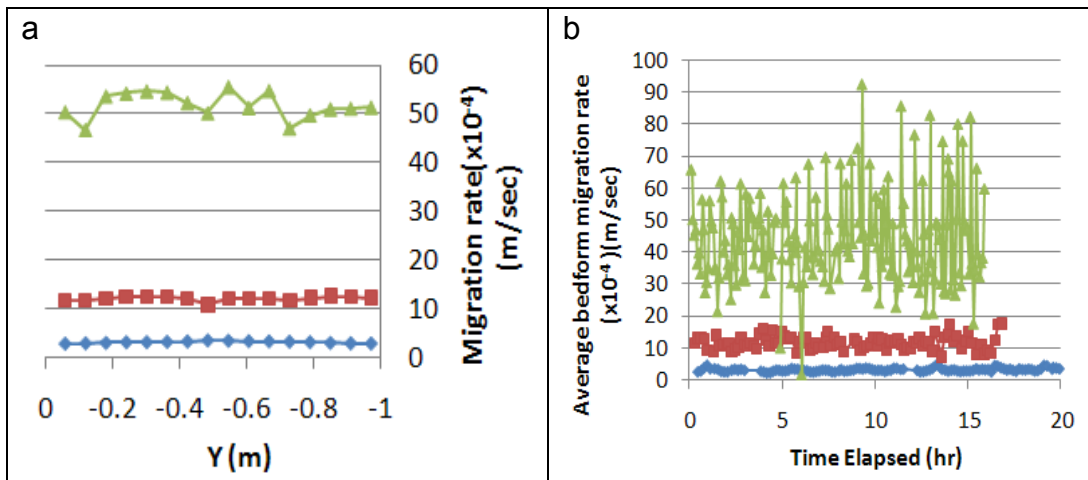 a
60
50
40
30
20
10
0
Migration rate(x10⁻⁴)
(m/sec)
0 -0.2 -0.4 -0.6 -0.8 -1
Y (m)
b
100
90
80
70
60
50
40
30
20
10
0
Average bedform migration rate
(x10⁻⁴)(m/sec)
0 5 10 15 20
Time Elapsed (hr)